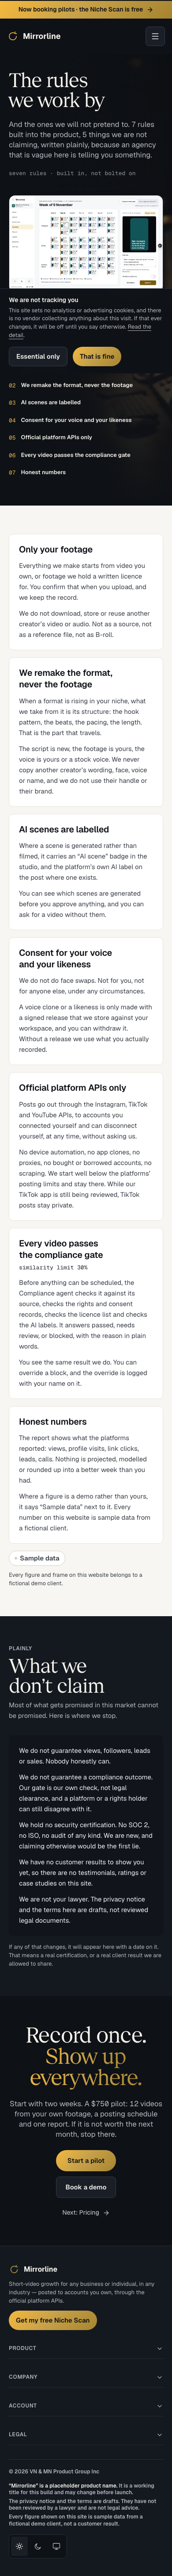 Now booking pilots · the Niche Scan is free →
Mirrorline
The rules
we work by
And the ones we will not pretend to. 7 rules
built into the product, 5 things we are not
claiming, written plainly, because an agency
that is vague here is telling you something.
seven rules · built in, not bolted on
Week of 9 November
We are not tracking you
This site sets no analytics or advertising cookies, and there
is no vendor list hiding anything about this visit. If that ever
changes, it will be off until you say otherwise. Read the
detail.
Essential only
That is fine
02 We remake the format, never the footage
03 AI scenes are labelled
04 Consent for your voice and your likeness
05 Official platform APIs only
06 Every video passes the compliance gate
07 Honest numbers
Only your footage
Everything we make starts from video you
own, or footage we hold a written licence
for. You confirm that when you upload, and
we keep the record.
We do not download, store or reuse another
creator's video or audio. Not as a source, not
as a reference file, not as B-roll.
We remake the format,
never the footage
When a format is rising in your niche, what
we take from it is its structure: the hook
pattern, the beats, the pacing, the length.
That is the part that travels.
The script is new, the footage is yours, the
voice is yours or a stock voice. We never
copy another creator's wording, face, voice
or name, and we do not use their handle or
their brand.
AI scenes are labelled
Where a scene is generated rather than
filmed, it carries an "AI scene" badge in the
studio, and the platform's own AI label on
the post where one exists.
You can see which scenes are generated
before you approve anything, and you can
ask for a video without them.
Consent for your voice
and your likeness
We do not do face swaps. Not for you, not
for anyone else, under any circumstances.
A voice clone or a likeness is only made with
a signed release that we store against your
workspace, and you can withdraw it.
Without a release we use what you actually
recorded.
Official platform APIs only
Posts go out through the Instagram, TikTok
and YouTube APIs, to accounts you
connected yourself and can disconnect
yourself, at any time, without asking us.
No device automation, no app clones, no
proxies, no bought or borrowed accounts, no
scraping. We start well below the platforms'
posting limits and stay there. While our
TikTok app is still being reviewed, TikTok
posts stay private.
Every video passes
the compliance gate
similarity limit 30%
Before anything can be scheduled, the
Compliance agent checks it against its
source, checks the rights and consent
records, checks the licence list and checks
the AI labels. It answers passed, needs
review, or blocked, with the reason in plain
words.
You see the same result we do. You can
override a block, and the override is logged
with your name on it.
Honest numbers
The report shows what the platforms
reported: views, profile visits, link clicks,
leads, calls. Nothing is projected, modelled
or rounded up into a better week than you
had.
Where a figure is a demo rather than yours,
it says "Sample data" next to it. Every
number on this website is sample data from
a fictional client.
Sample data
Every figure and frame on this website belongs to a
fictional demo client.
PLAINLY
What we
don't claim
Most of what gets promised in this market cannot
be promised. Here is where we stop.
We do not guarantee views, followers, leads
or sales. Nobody honestly can.
We do not guarantee a compliance outcome.
Our gate is our own check, not legal
clearance, and a platform or a rights holder
can still disagree with it.
We hold no security certification. No SOC 2,
no ISO, no audit of any kind. We are new, and
claiming otherwise would be the first lie.
We have no customer results to show you
yet, so there are no testimonials, ratings or
case studies on this site.
We are not your lawyer. The privacy notice
and the terms here are drafts, not reviewed
legal documents.
If any of that changes, it will appear here with a date on it.
That means a real certification, or a real client result we are
allowed to share.
Record once.
Show up
everywhere.
Start with two weeks. A $750 pilot: 12 videos
from your own footage, a posting schedule
and one report. If it is not worth the next
month, stop there.
Start a pilot
Book a demo
Next: Pricing →
Mirrorline
Short-video growth for any business or individual, in any
industry — posted to accounts you own, through the
official platform APIs.
Get my free Niche Scan
PRODUCT
COMPANY
ACCOUNT
LEGAL
© 2026 VN & MN Product Group Inc
"Mirrorline" is a placeholder product name. It is a working
title for this build and may change before launch.
The privacy notice and the terms are drafts. They have not
been reviewed by a lawyer and are not legal advice.
Every figure shown on this site is sample data from a
fictional demo client, not a customer result.